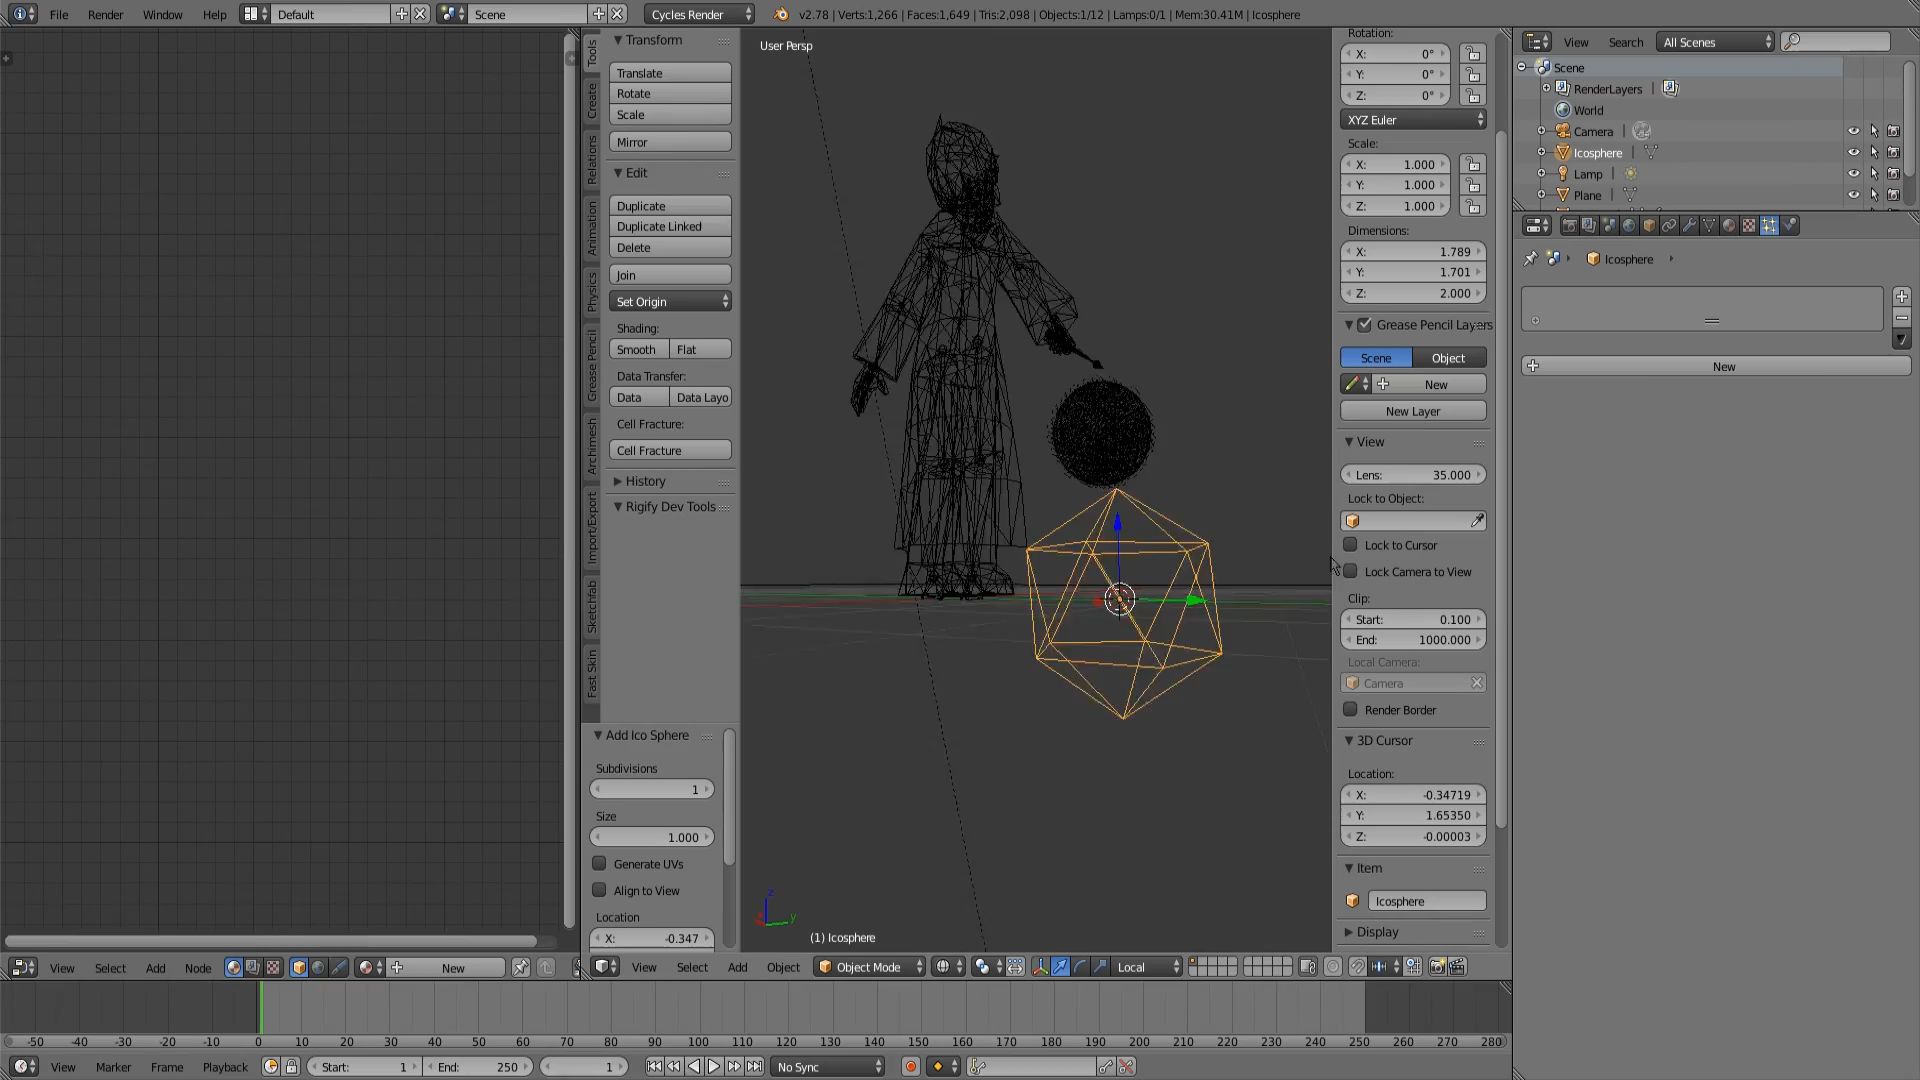 File Render Window Help Default Scene Cycles Render v2.78 | Verts:1,266 | Faces:1,649 | Tris:2,098 | Objects:1/12 | Lamps:0/1 | Mem:30.41M | Icosphere
Tools
Create
Relations
Animation
Physics
Grease Pencil
Archimesh
Import/Export
Sketchfab
Fast Skin
Transform
Translate
Rotate
Scale
Mirror
Edit
Duplicate
Duplicate Linked
Delete
Join
Set Origin
Shading:
Smooth Flat
Data Transfer:
Data Data Layo
Cell Fracture:
Cell Fracture
History
Rigify Dev Tools
Add Ico Sphere
Subdivisions
1
Size
1.000
Generate UVs
Align to View
Location
X: -0.347
User Persp
z
y
(1) Icosphere
Rotation:
X: 0°
Y: 0°
Z: 0°
XYZ Euler
Scale:
X: 1.000
Y: 1.000
Z: 1.000
Dimensions:
X: 1.789
Y: 1.701
Z: 2.000
Grease Pencil Layers
Scene Object
New
New Layer
View
Lens: 35.000
Lock to Object:
Lock to Cursor
Lock Camera to View
Clip:
Start: 0.100
End: 1000.000
Local Camera:
Camera
Render Border
3D Cursor
Location:
X: -0.34719
Y: 1.65350
Z: -0.00003
Item
Icosphere
Display
View Search All Scenes
Scene
RenderLayers
World
Camera
Icosphere
Lamp
Plane
Icosphere
New
View Select Add Node New
View Select Add Object Object Mode Local
-50 -40 -30 -20 -10 0 10 20 30 40 50 60 70 80 90 100 110 120 130 140 150 160 170 180 190 200 210 220 230 240 250 260 270 280
View Marker Frame Playback Start: 1 End: 250 1 No Sync